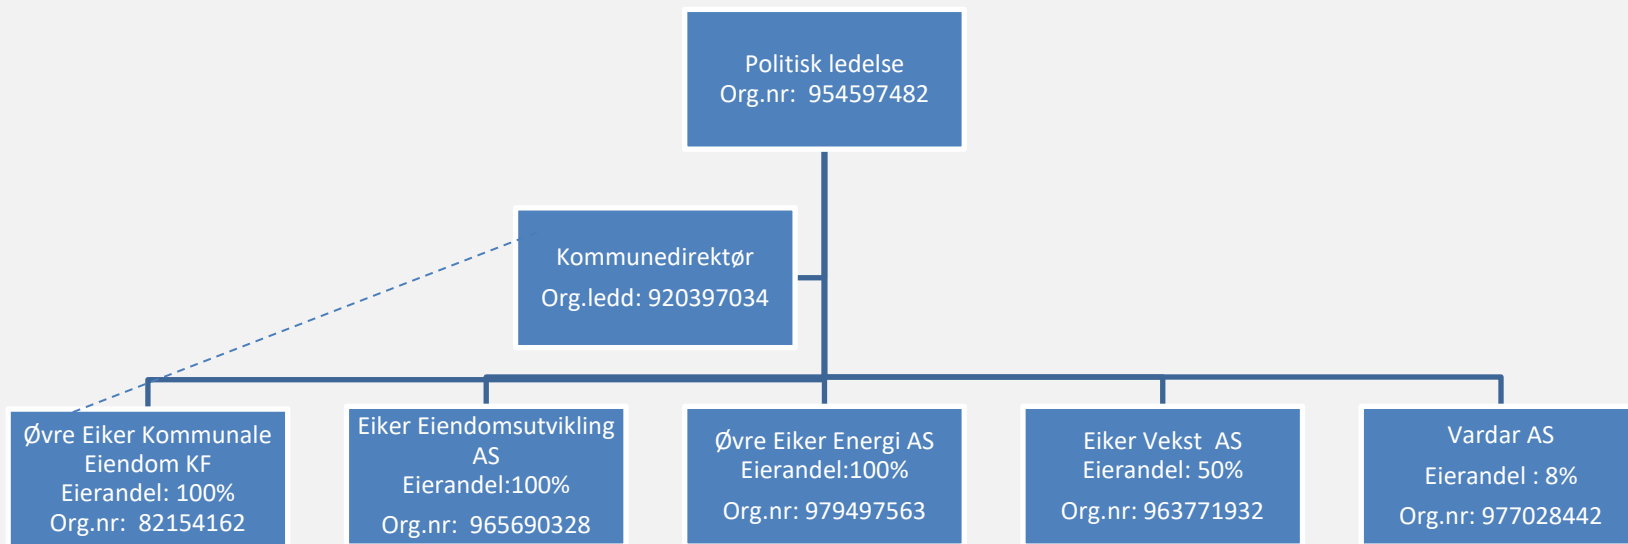 Politisk ledelse
Org.nr:  954597482
Kommunedirektør
Org.ledd: 920397034
Øvre Eiker Kommunale
Eiendom KF
Eierandel: 100%
Org.nr:  82154162
Eiker Eiendomsutvikling
AS
Eierandel:100%
Org.nr:  965690328
Øvre Eiker Energi AS
Eierandel:100%
Org.nr: 979497563
Eiker Vekst  AS
Eierandel: 50%
Org.nr: 963771932
Vardar AS
Eierandel : 8%
Org.nr: 977028442